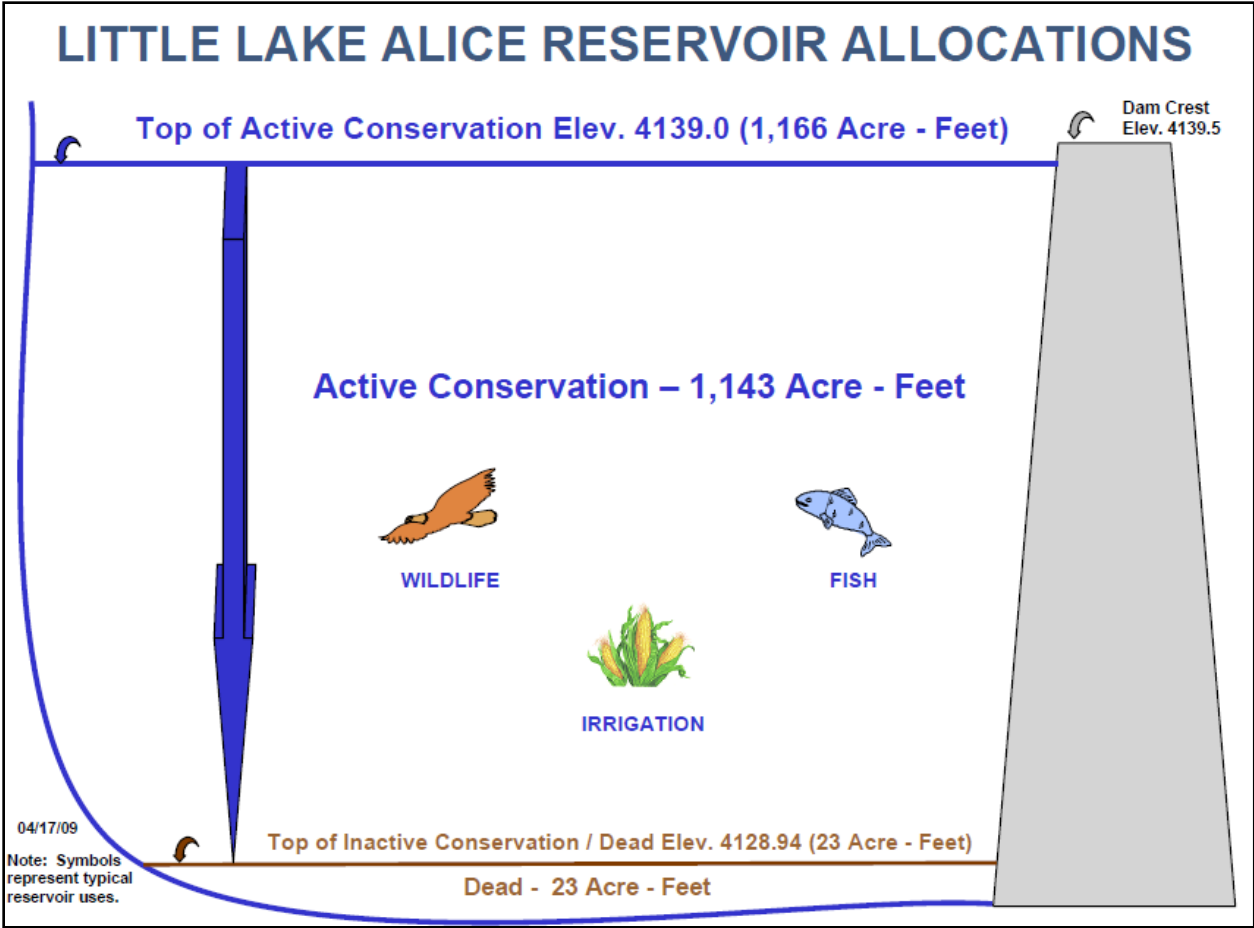 LITTLE LAKE ALICE RESERVOIR ALLOCATIONS
Top of Active Conservation Elev. 4139.0 (1,166 Acre - Feet)
Dam Crest
Elev. 4139.5
Active Conservation – 1,143 Acre - Feet
WILDLIFE
FISH
IRRIGATION
04/17/09
Note: Symbols
represent typical
reservoir uses.
Top of Inactive Conservation / Dead Elev. 4128.94 (23 Acre - Feet)
Dead - 23 Acre - Feet